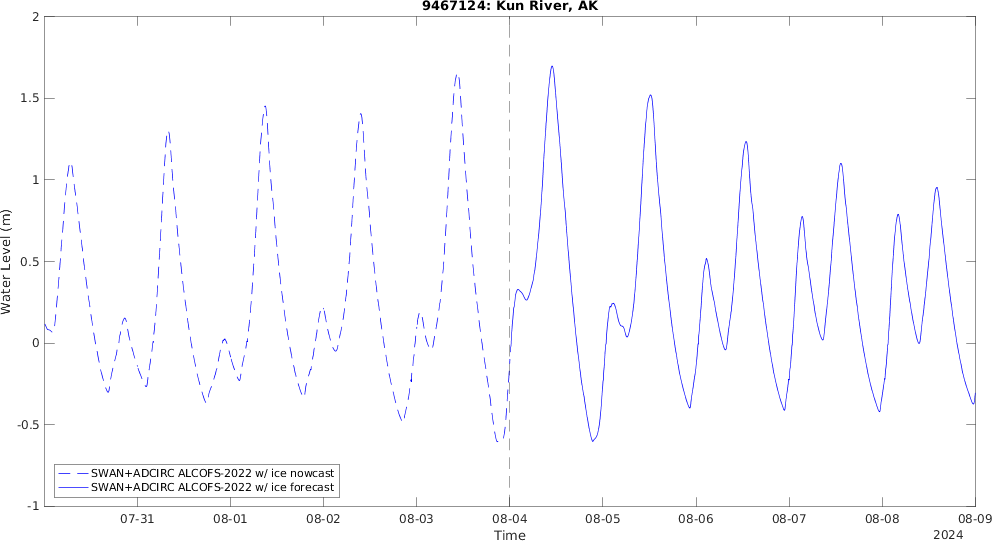 9467124: Kun River, AK
2
1.5
1
0.5
0
-0.5
-1
Water Level (m)
SWAN+ADCIRC ALCOFS-2022 w/ ice nowcast
SWAN+ADCIRC ALCOFS-2022 w/ ice forecast
07-31 08-01 08-02 08-03 08-04 08-05 08-06 08-07 08-08 08-09
Time
2024